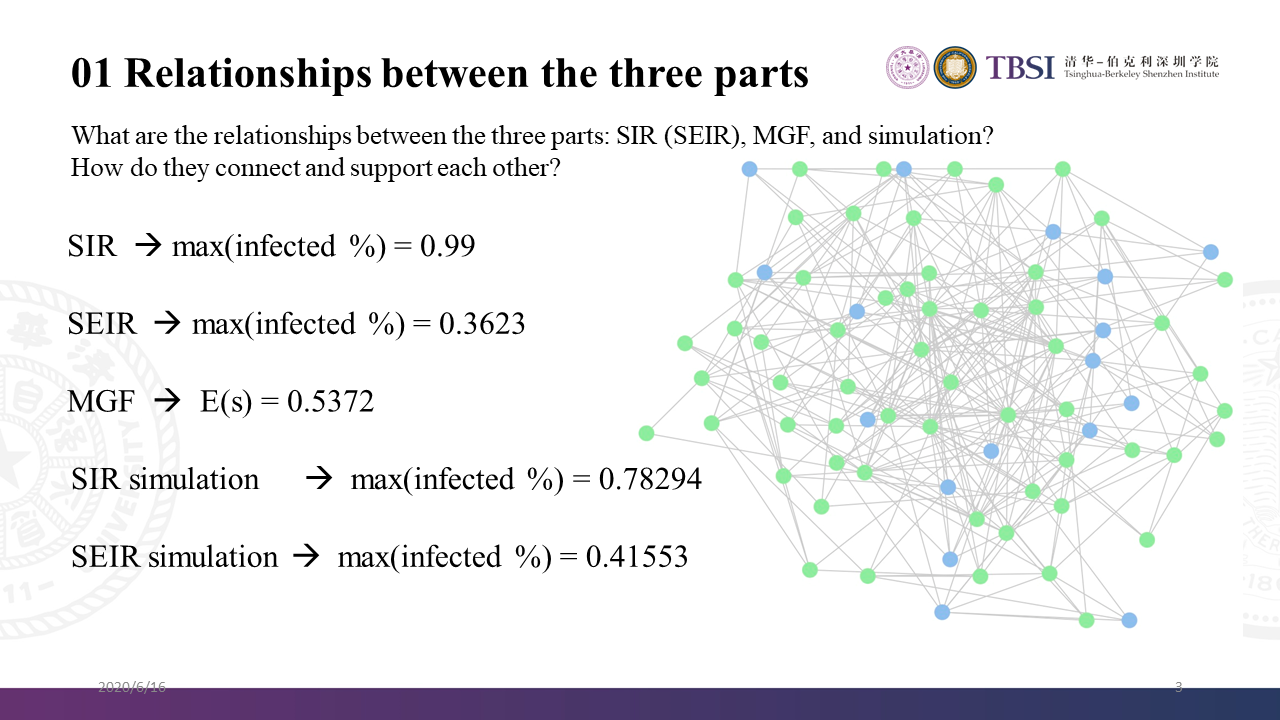 01 Relationships between the three parts
TBSI
清华-伯克利深圳学院
Tsinghua-Berkeley Shenzhen Institute
What are the relationships between the three parts: SIR (SEIR), MGF, and simulation?
How do they connect and support each other?
SIR → max(infected %) = 0.99
SEIR → max(infected %) = 0.3623
MGF → E(s) = 0.5372
SIR simulation → max(infected %) = 0.78294
SEIR simulation → max(infected %) = 0.41553
2020/6/16
3